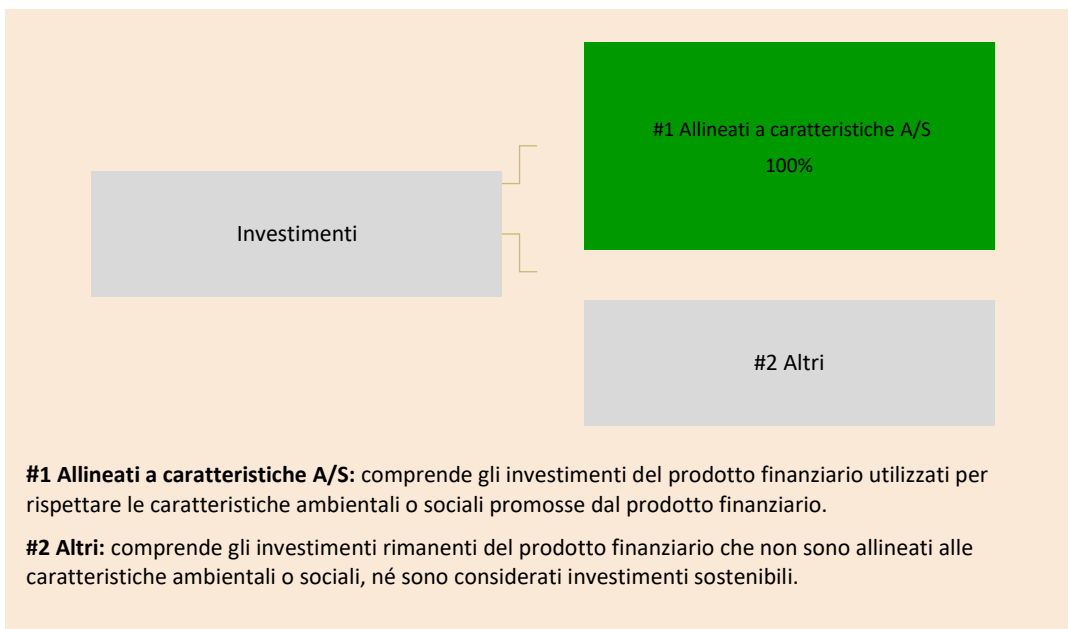 #1 Allineati a caratteristiche A/S
100%
Investimenti
#2 Altri
#1 Allineati a caratteristiche A/S: comprende gli investimenti del prodotto finanziario utilizzati per
rispettare le caratteristiche ambientali o sociali promosse dal prodotto finanziario.
#2 Altri: comprende gli investimenti rimanenti del prodotto finanziario che non sono allineati alle
caratteristiche ambientali o sociali, né sono considerati investimenti sostenibili.